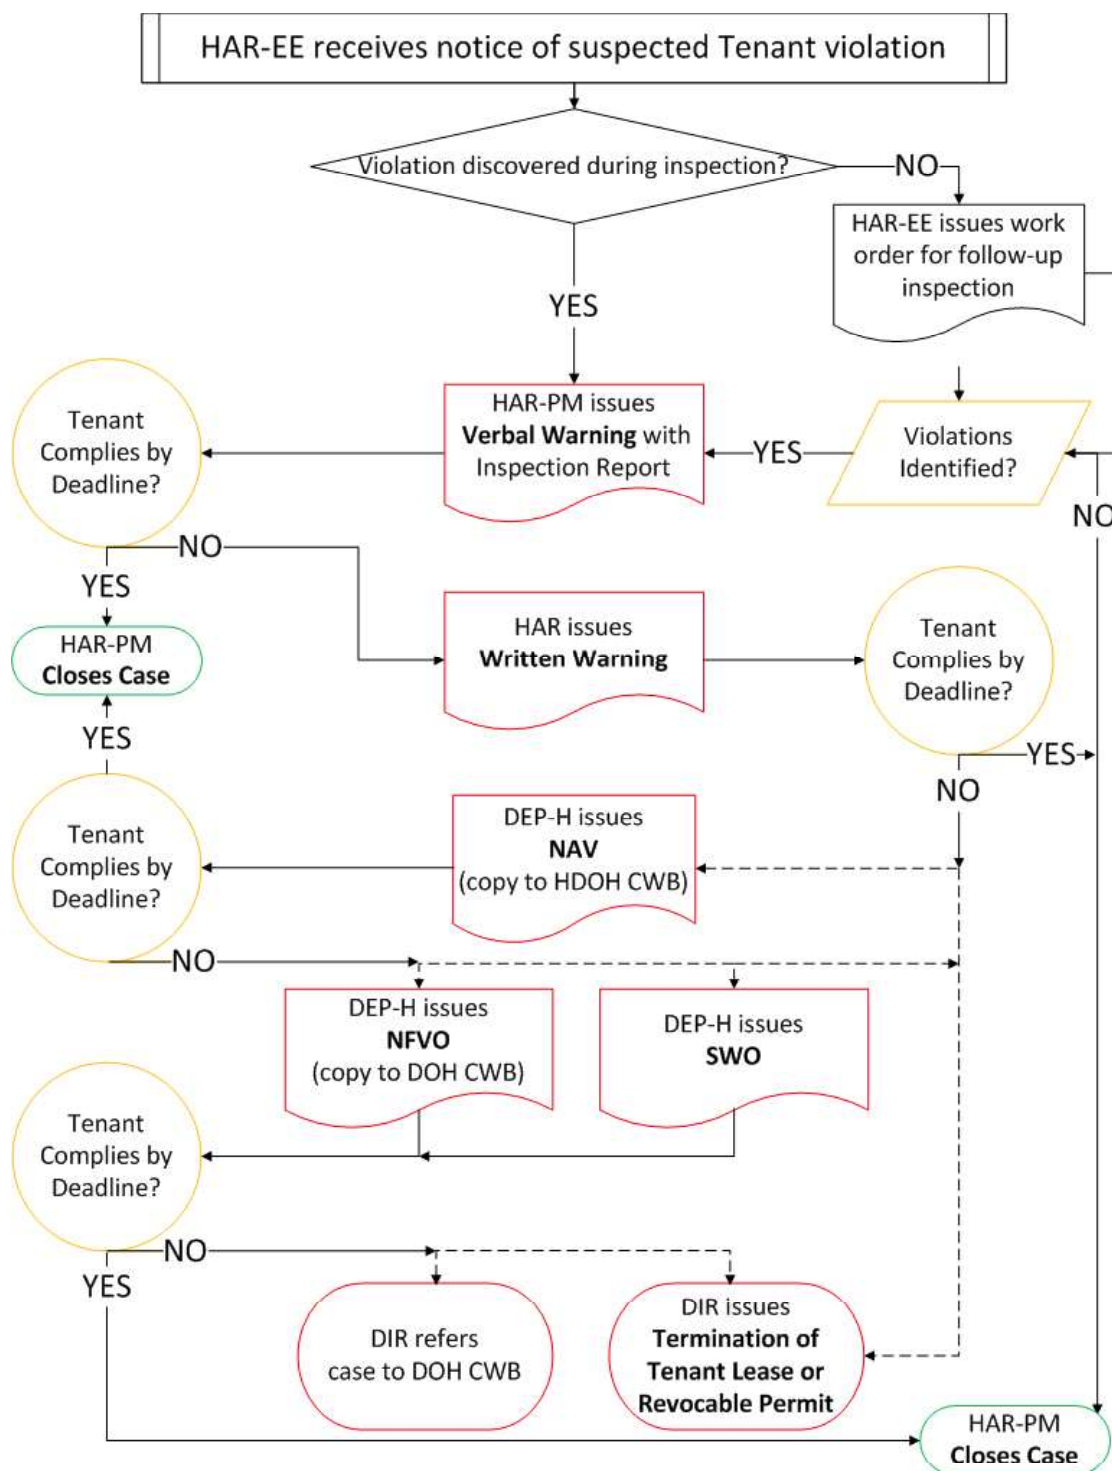 HAR-EE receives notice of suspected Tenant violation
Violation discovered during inspection?
NO
HAR-EE issues work
order for follow-up
inspection
YES
Tenant
Complies by
Deadline?
HAR-PM issues
Verbal Warning with
Inspection Report
YES
Violations
Identified?
NO
NO
YES
HAR-PM
Closes Case
HAR issues
Written Warning
Tenant
Complies by
Deadline?
YES
YES
NO
Tenant
Complies by
Deadline?
DEP-H issues
NAV
(copy to HDOH CWB)
NO
DEP-H issues
NFVO
(copy to DOH CWB)
DEP-H issues
SWO
Tenant
Complies by
Deadline?
NO
YES
DIR refers
case to DOH CWB
DIR issues
Termination of
Tenant Lease or
Revocable Permit
HAR-PM
Closes Case